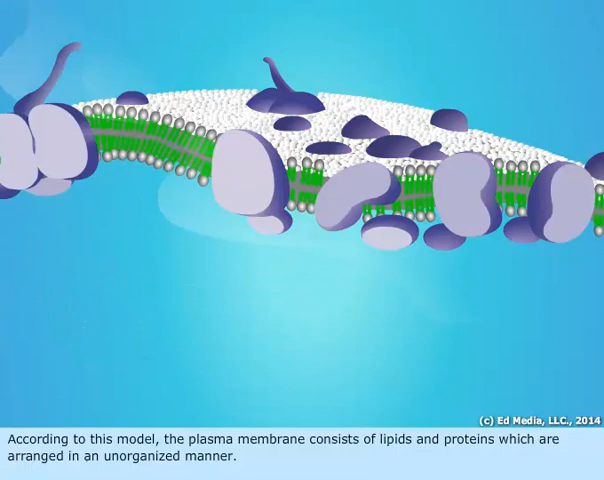 (c) Ed Media, LLC., 2014
According to this model, the plasma membrane consists of lipids and proteins which are
arranged in an unorganized manner.